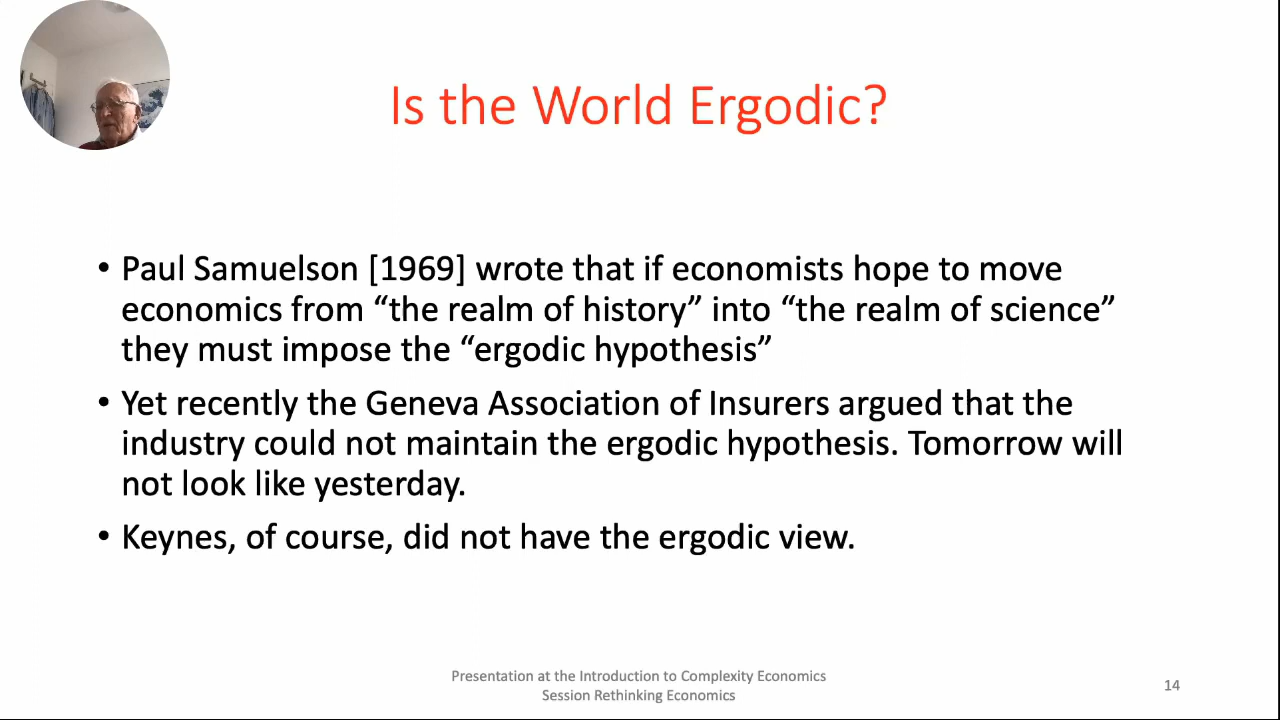 Is the World Ergodic?
• Paul Samuelson [1969] wrote that if economists hope to move
economics from “the realm of history” into “the realm of science”
they must impose the “ergodic hypothesis”
• Yet recently the Geneva Association of Insurers argued that the
industry could not maintain the ergodic hypothesis. Tomorrow will
not look like yesterday.
• Keynes, of course, did not have the ergodic view.
Presentation at the Introduction to Complexity Economics
Session Rethinking Economics
14